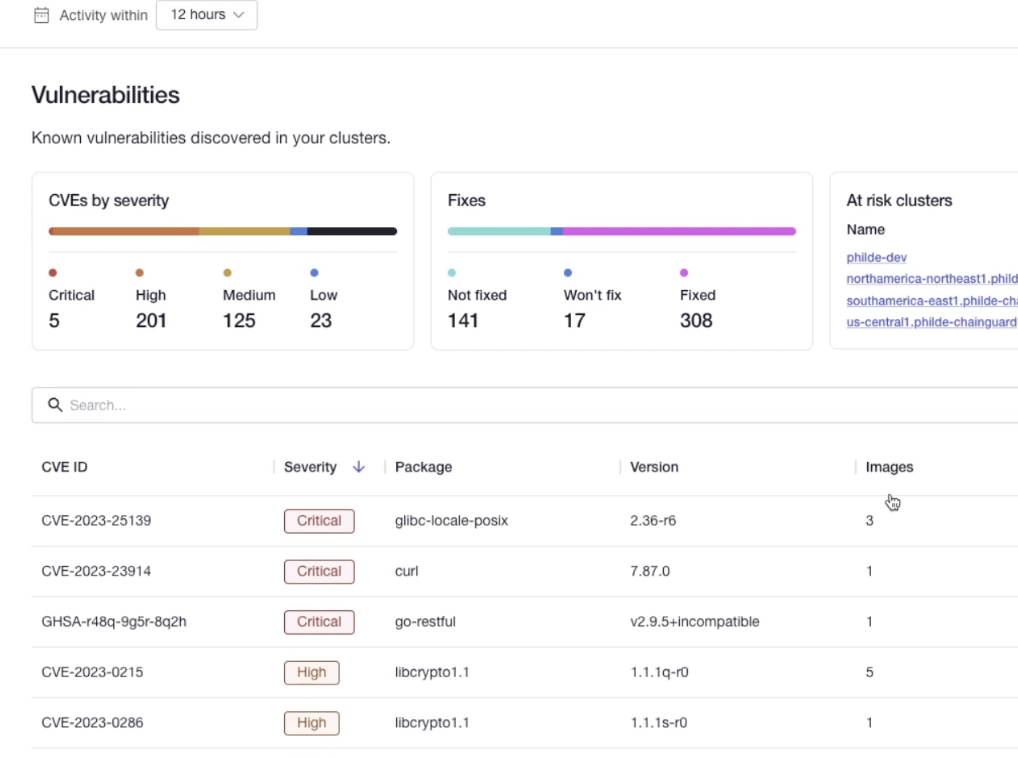 Activity within 12 hours
Vulnerabilities
Known vulnerabilities discovered in your clusters.
CVEs by severity
Critical High Medium Low
5 201 125 23
Fixes
Not fixed Won't fix Fixed
141 17 308
At risk clusters
Name
philde-dev
northamerica-northeast1.phild
southamerica-east1.philde-cha
us-central1.philde-chainguard
Search...
CVE ID Severity Package Version Images
CVE-2023-25139 Critical glibc-locale-posix 2.36-r6 3
CVE-2023-23914 Critical curl 7.87.0 1
GHSA-r48q-9g5r-8q2h Critical go-restful v2.9.5+incompatible 1
CVE-2023-0215 High libcrypto1.1 1.1.1q-r0 5
CVE-2023-0286 High libcrypto1.1 1.1.1s-r0 1